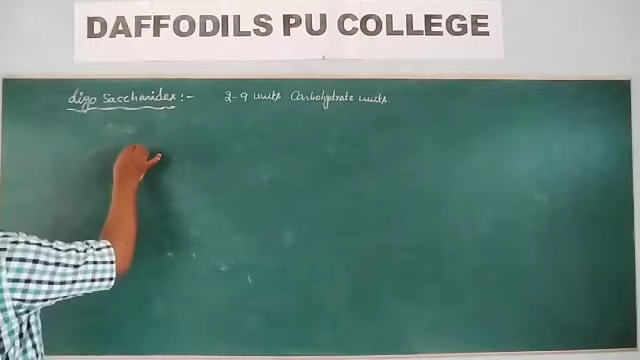 DAFFODILS PU COLLEGE
Oligo Saccharides :- 2-9 units Carbohydrate units